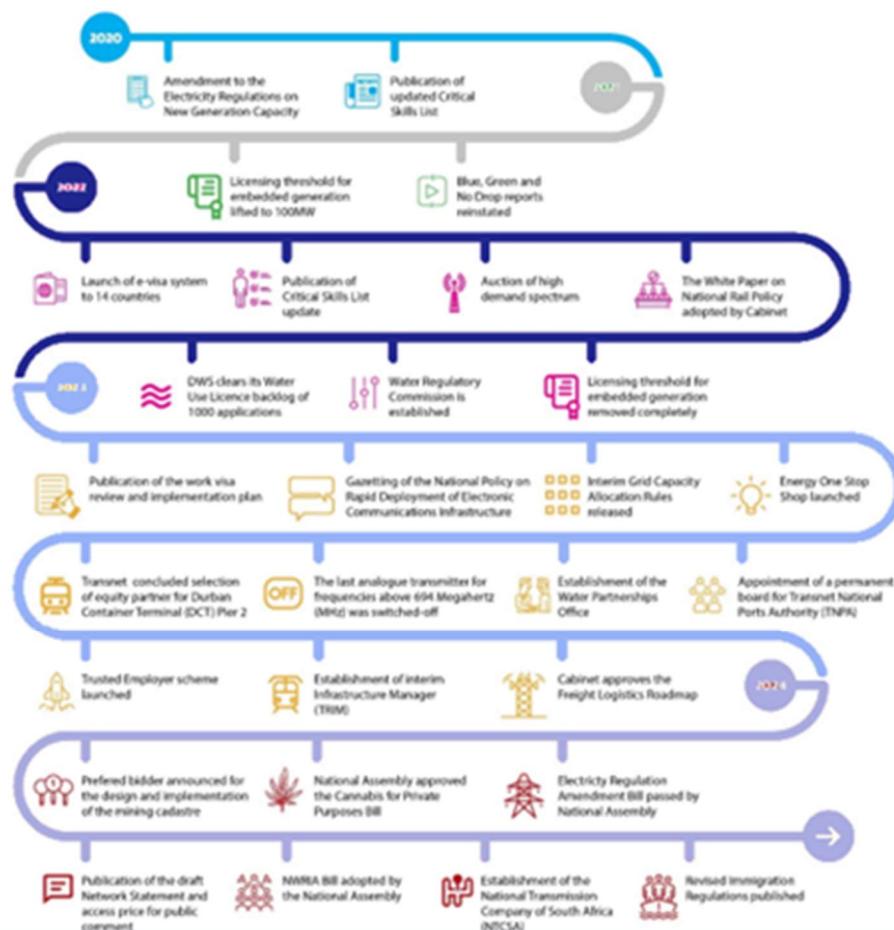 2020
Amendment to the
Electricity Regulations on
New Generation Capacity
Publication of
updated Critical
Skills List
Licensing threshold for
embedded generation
lifted to 100MW
Blue, Green and
No Drop reports
reinstated
2022
Launch of e-visa system
to 14 countries
Publication of
Critical Skills List
update
Auction of high
demand spectrum
The White Paper on
National Rail Policy
adopted by Cabinet
DWS clears its Water
Use Licence backlog of
1000 applications
Water Regulatory
Commission is
established
Licensing threshold for
embedded generation
removed completely
2023
Publication of the work visa
review and implementation plan
Gazetting of the National Policy on
Rapid Deployment of Electronic
Communications Infrastructure
Interim Grid Capacity
Allocation Rules
released
Energy One Stop
Shop launched
Transnet concluded selection
of equity partner for Durban
Container Terminal (DCT) Pier 2
OFF
The last analogue transmitter for
frequencies above 694 Megahertz
(MHz) was switched-off
Establishment of the
Water Partnerships
Office
Appointment of a permanent
board for Transnet National
Ports Authority (TNPA)
Trusted Employer scheme
launched
Establishment of interim
Infrastructure Manager
(TRIM)
Cabinet approves the
Freight Logistics Roadmap
Prefered bidder announced for
the design and implementation
of the mining cadastre
National Assembly approved
the Cannabis for Private
Purposes Bill
Electricty Regulation
Amendment Bill passed by
National Assembly
Publication of the draft
Network Statement and
access price for public
comment
NWRIA Bill adopted by
the National Assembly
Establishment of the
National Transmission
Company of South Africa
(NTCSA)
Revised Immigration
Regulations published